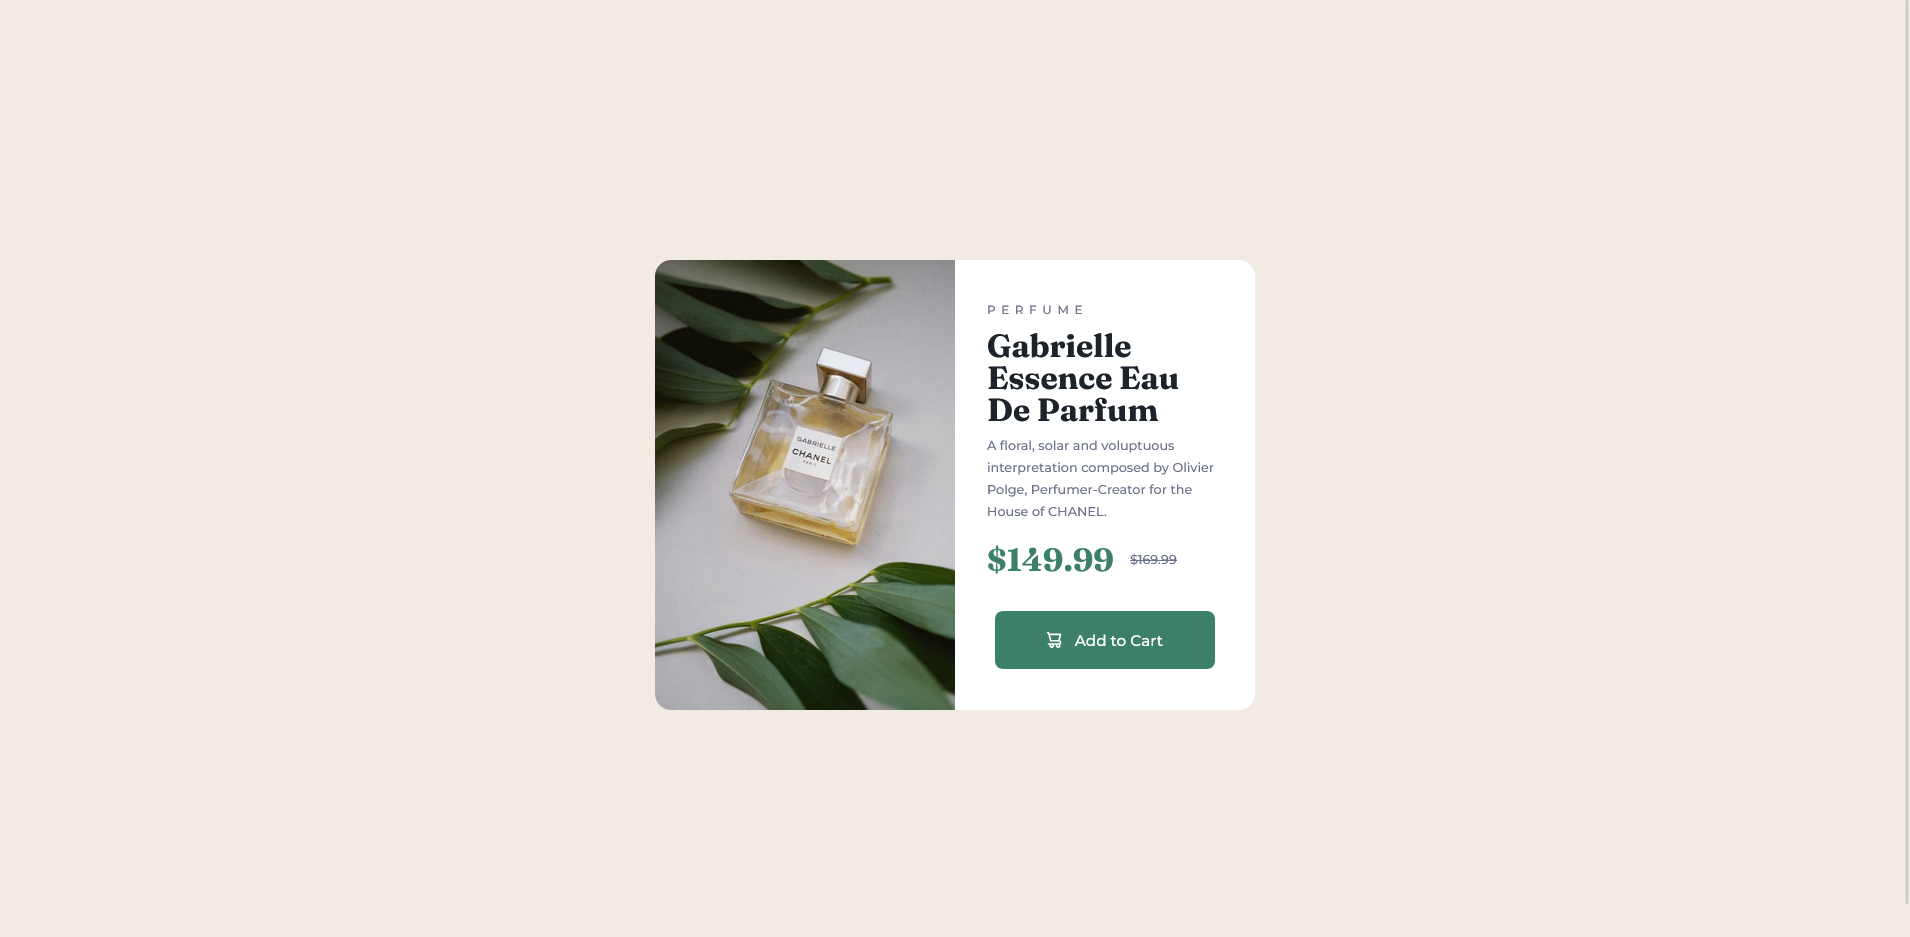 GABRIELLE
CHANEL
PARIS
PERFUME
Gabrielle
Essence Eau
De Parfum
A floral, solar and voluptuous
interpretation composed by Olivier
Polge, Perfumer-Creator for the
House of CHANEL.
$149.99 $169.99
Add to Cart